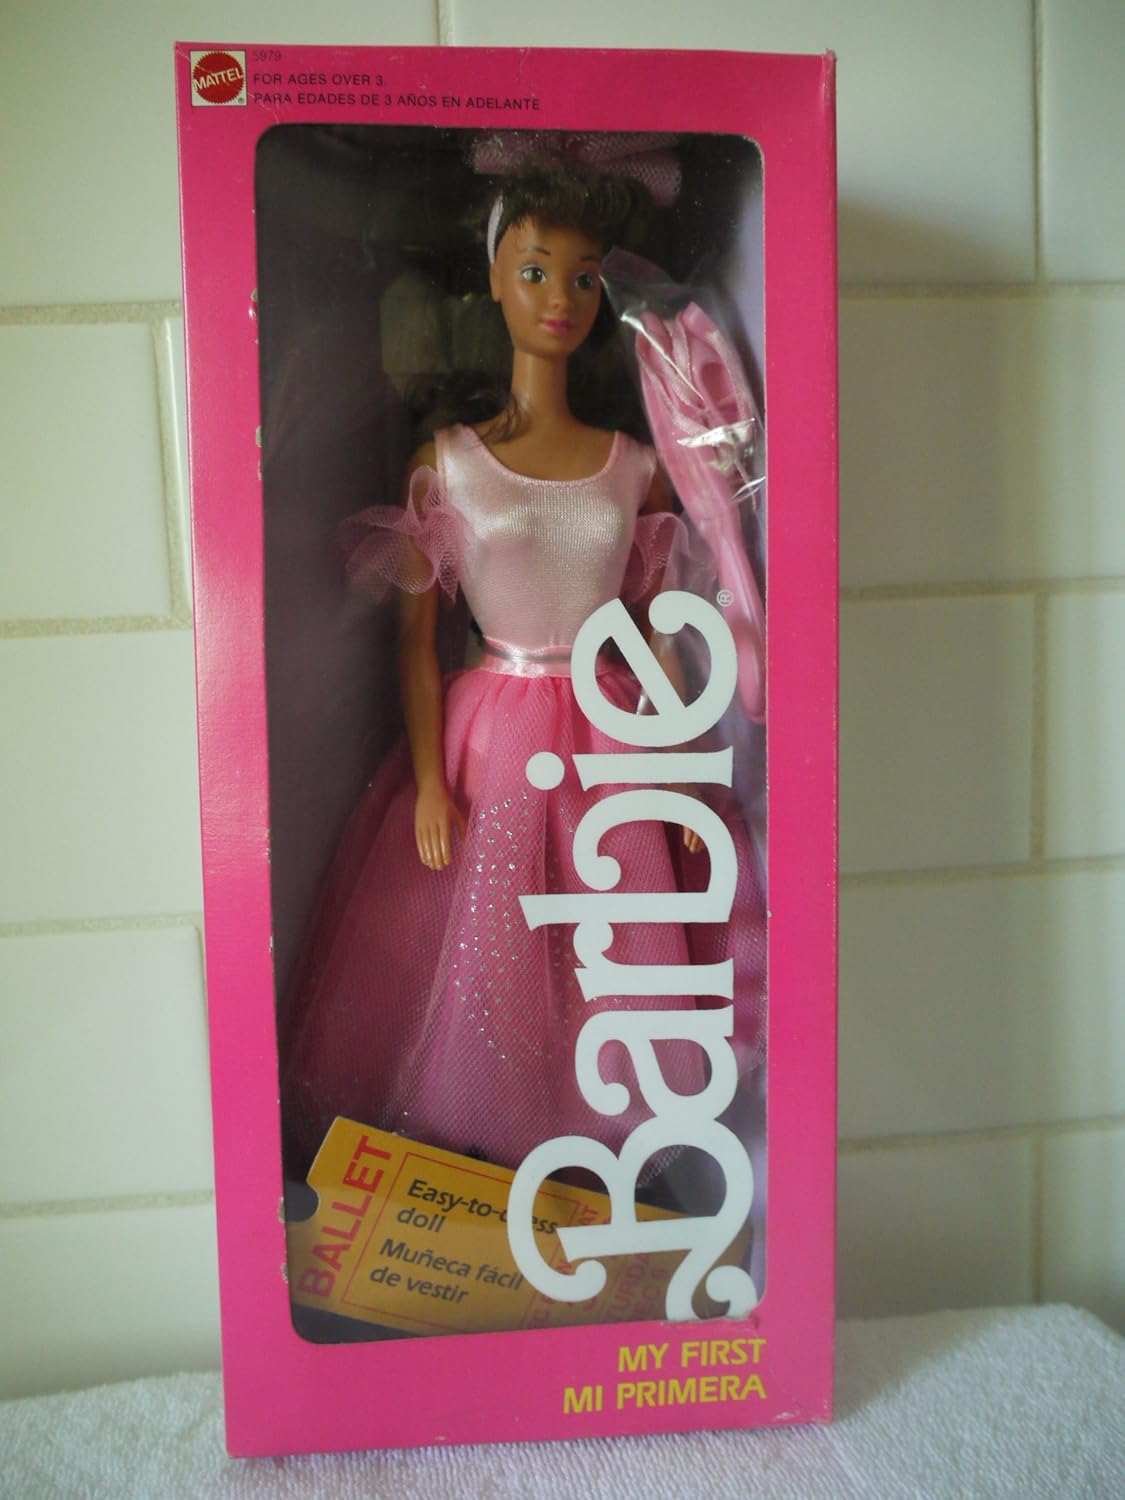 MATTEL
5979
FOR AGES OVER 3
PARA EDADES DE 3 AÑOS EN ADELANTE
Barbie®
BALLET
Easy-to-dress
doll
Muñeca fácil
de vestir
MY FIRST
MI PRIMERA